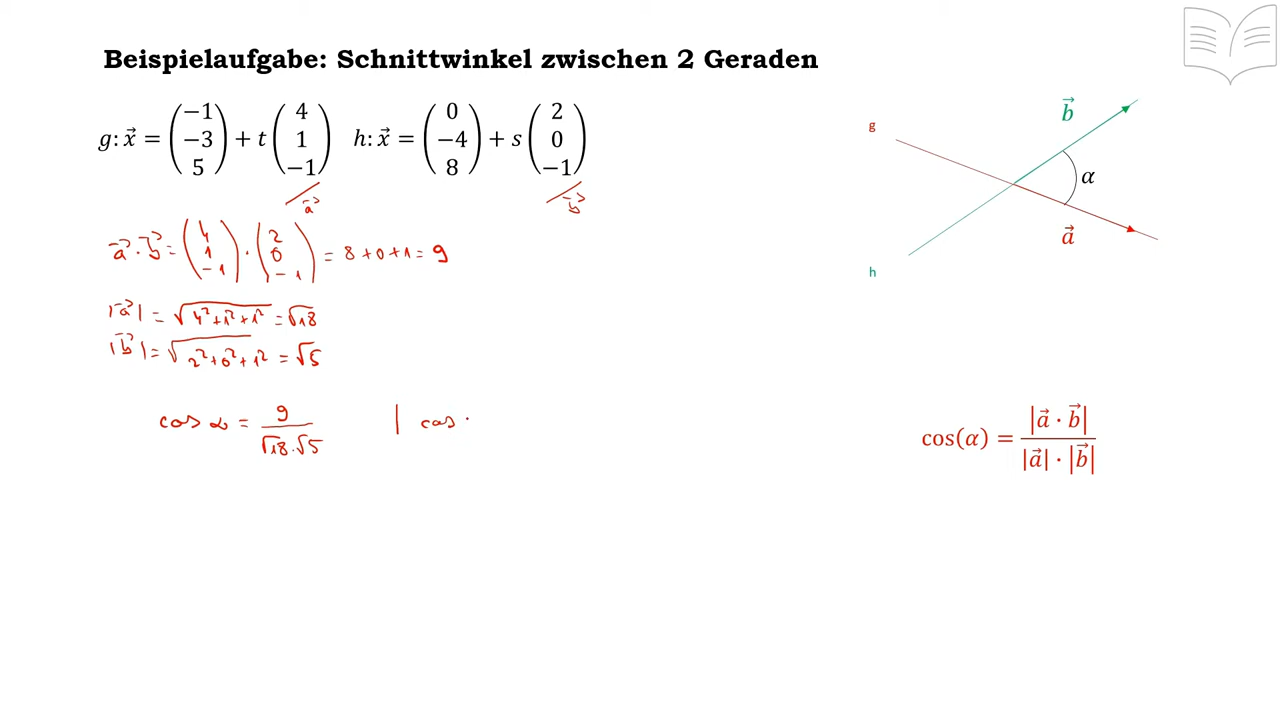 Beispielaufgabe: Schnittwinkel zwischen 2 Geraden
g: x⃗ = (−1 −3 5) + t (4 1 −1) h: x⃗ = (0 −4 8) + s (2 0 −1)
a⃗ b⃗
a⃗ · b⃗ = (4 1 −1) · (2 0 −1) = 8 + 0 + 1 = 9
|a⃗| = √(4² + 1² + 1²) = √18
|b⃗| = √(2² + 0² + 1²) = √5
cos α = 9 / (√18 · √5) | cos
g
b⃗
α
a⃗
h
cos(α) = |a⃗ · b⃗| / (|a⃗| · |b⃗|)